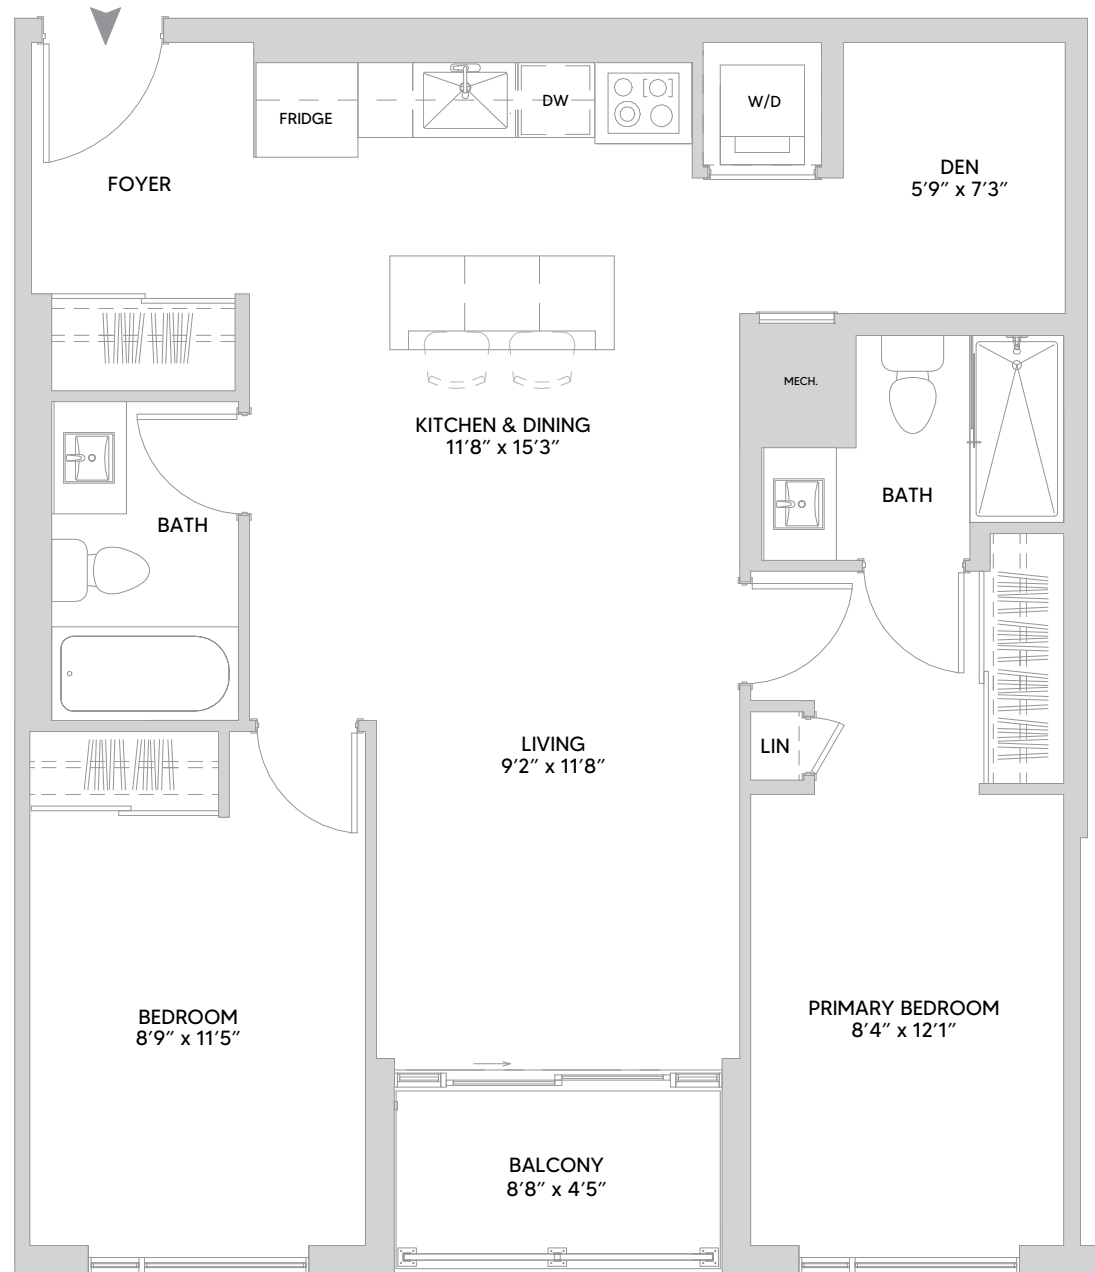 FRIDGE
DW
W/D
FOYER
DEN
5′9″ x 7′3″
MECH.
KITCHEN & DINING
11′8″ x 15′3″
BATH
BATH
LIVING
9′2″ x 11′8″
LIN
BEDROOM
8′9″ x 11′5″
PRIMARY BEDROOM
8′4″ x 12′1″
BALCONY
8′8″ x 4′5″